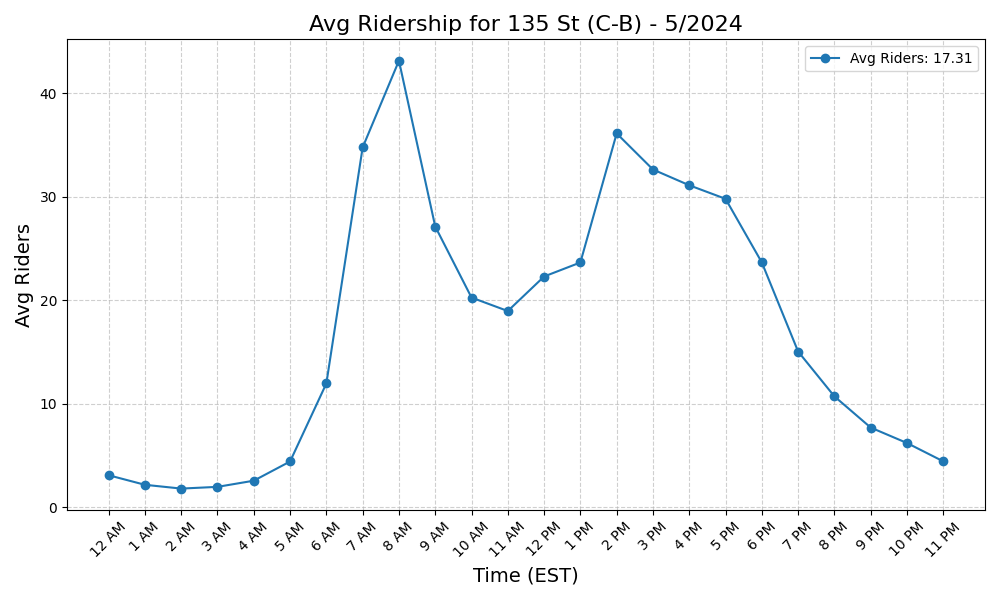 Avg Ridership for 135 St (C-B) - 5/2024
Avg Riders: 17.31
Avg Riders
40
30
20
10
0
12 AM
1 AM
2 AM
3 AM
4 AM
5 AM
6 AM
7 AM
8 AM
9 AM
10 AM
11 AM
12 PM
1 PM
2 PM
3 PM
4 PM
5 PM
6 PM
7 PM
8 PM
9 PM
10 PM
11 PM
Time (EST)